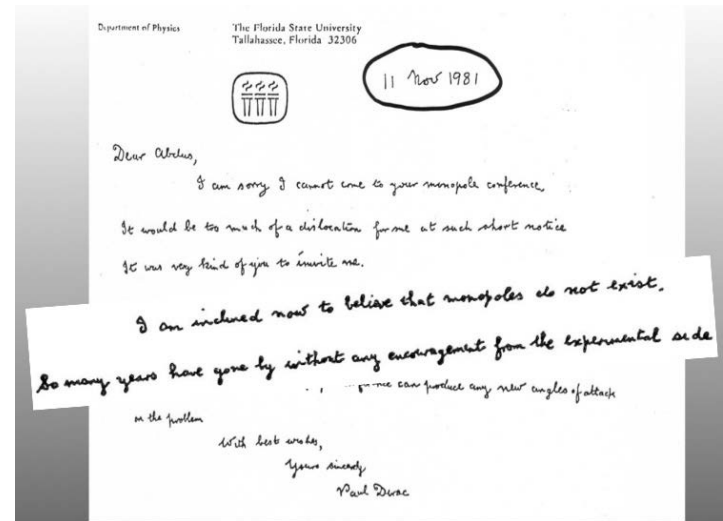 Department of Physics
The Florida State University
Tallahassee, Florida 32306
11 Nov 1981
Dear Abdus,
I am sorry I cannot come to your monopole conference.
It would be too much of a dislocation for me at such short notice
It was very kind of you to invite me.
I am inclined now to believe that monopoles do not exist.
So many years have gone by without any encouragement from the experimental side
can produce any new angles of attack
on the problem
With best wishes,
Yours sincerely
Paul Dirac